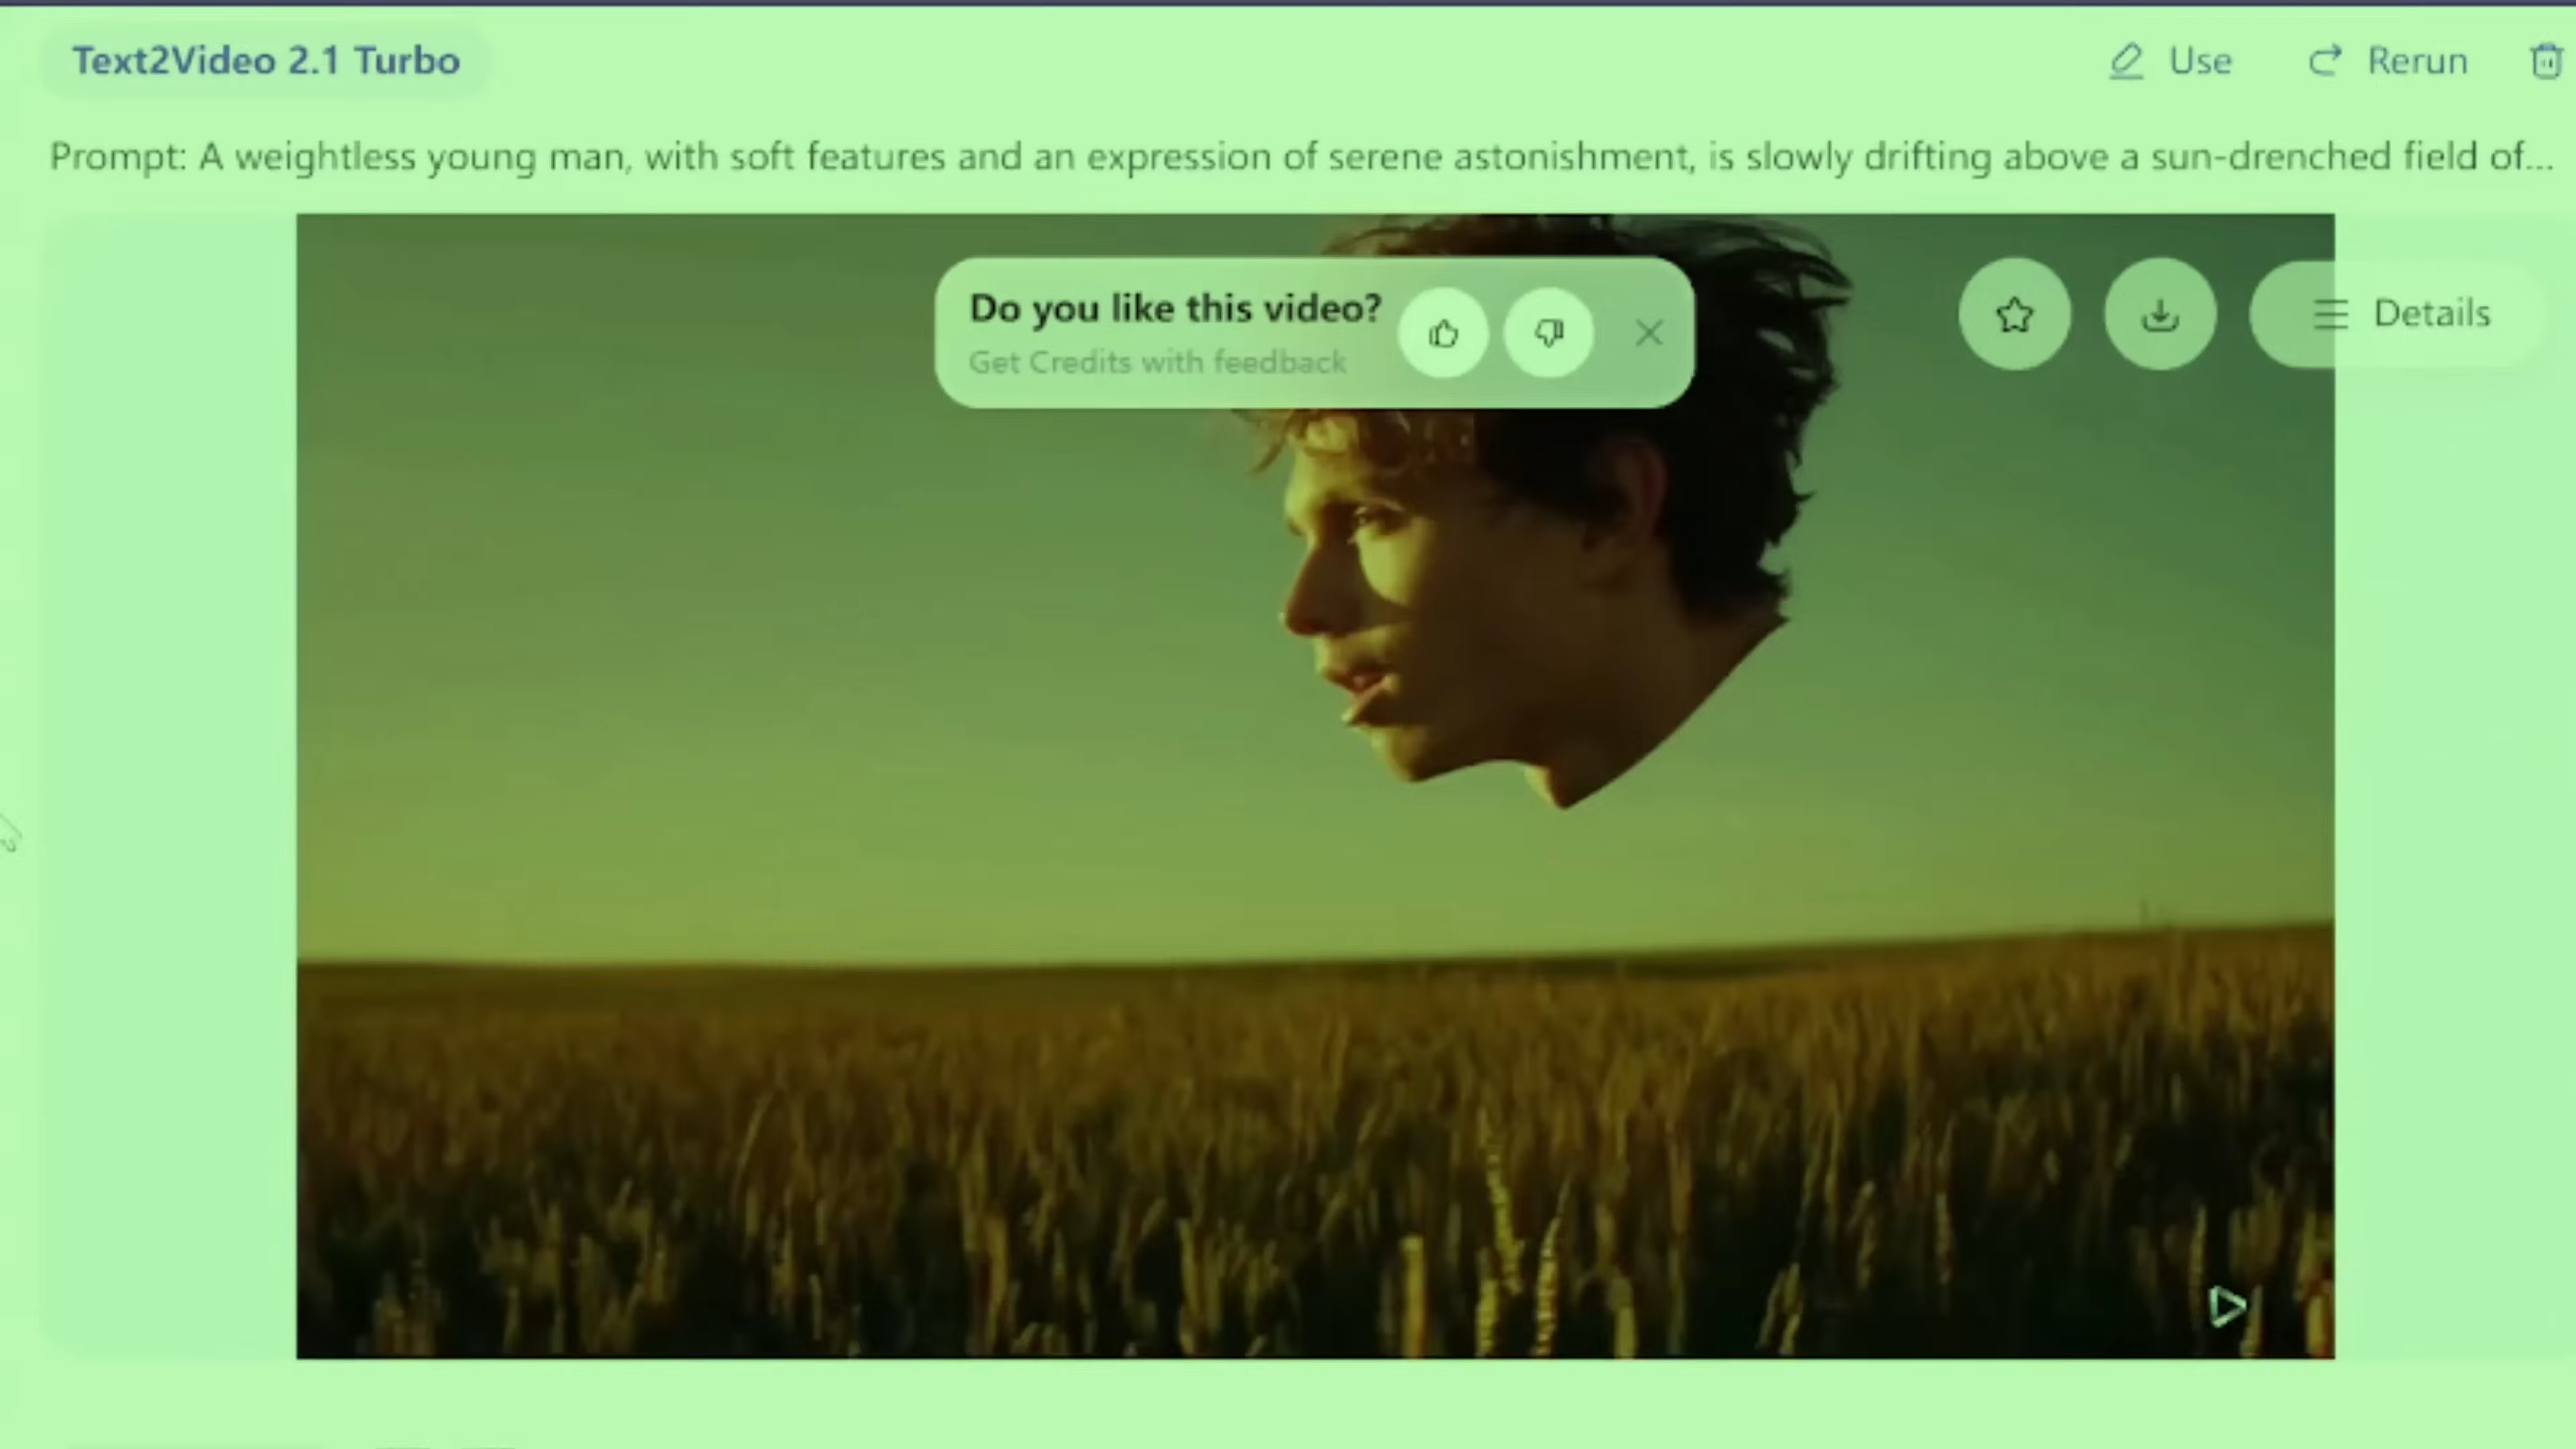 Text2Video 2.1 Turbo
Use
Rerun
Prompt: A weightless young man, with soft features and an expression of serene astonishment, is slowly drifting above a sun-drenched field of...
Do you like this video?
Get Credits with feedback
Details